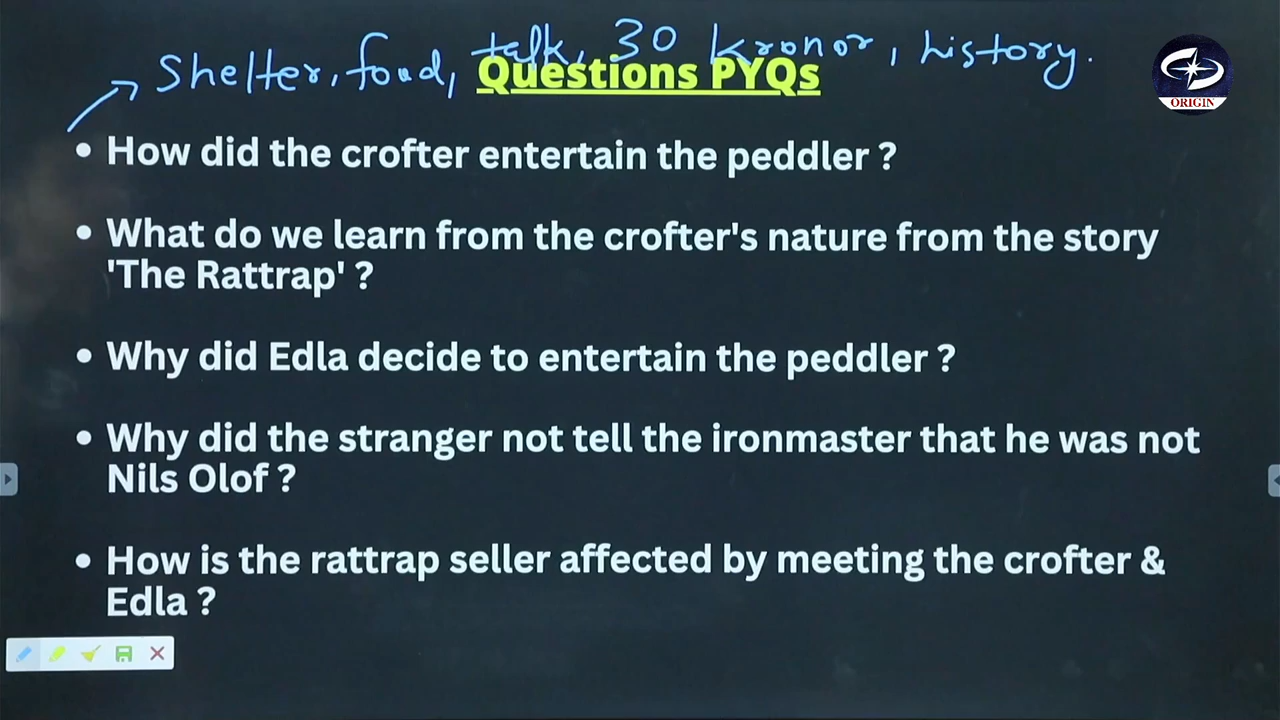 Shelter, food, talk, 30 kronor, history.
Questions PYQs
ORIGIN
• How did the crofter entertain the peddler ?
• What do we learn from the crofter's nature from the story
'The Rattrap' ?
• Why did Edla decide to entertain the peddler ?
• Why did the stranger not tell the ironmaster that he was not
Nils Olof ?
• How is the rattrap seller affected by meeting the crofter &
Edla ?